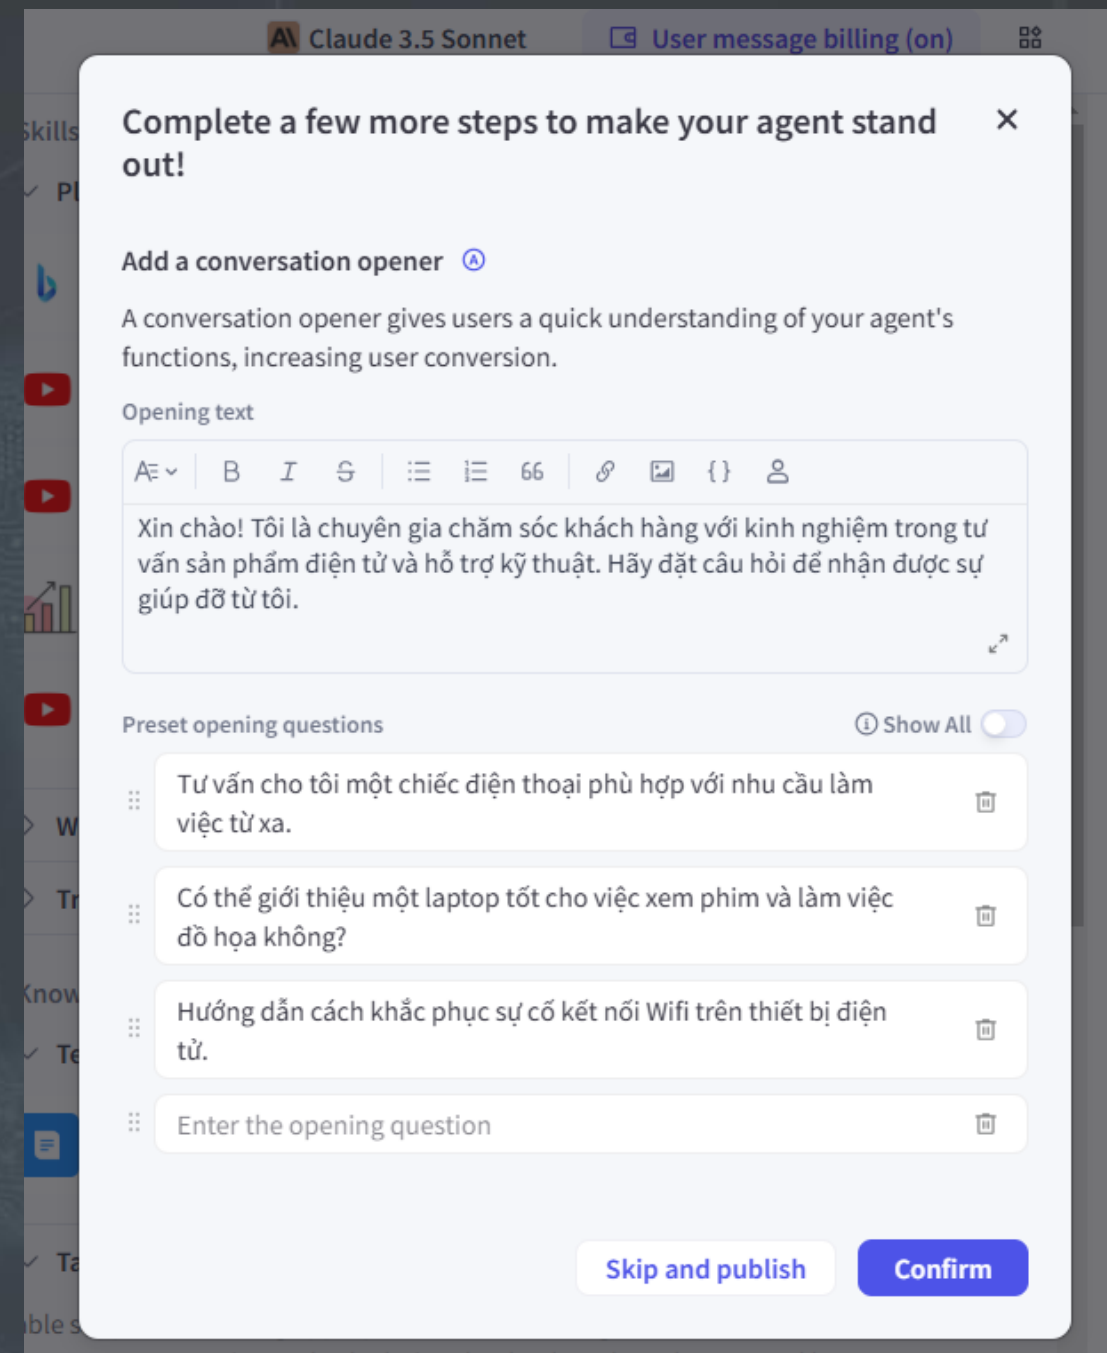 Claude 3.5 Sonnet
User message billing (on)
Skills
Pl
Complete a few more steps to make your agent stand
out!
Add a conversation opener
A conversation opener gives users a quick understanding of your agent's
functions, increasing user conversion.
Opening text
Xin chào! Tôi là chuyên gia chăm sóc khách hàng với kinh nghiệm trong tư
vấn sản phẩm điện tử và hỗ trợ kỹ thuật. Hãy đặt câu hỏi để nhận được sự
giúp đỡ từ tôi.
Preset opening questions
Show All
Tư vấn cho tôi một chiếc điện thoại phù hợp với nhu cầu làm
việc từ xa.
Có thể giới thiệu một laptop tốt cho việc xem phim và làm việc
đồ họa không?
Hướng dẫn cách khắc phục sự cố kết nối Wifi trên thiết bị điện
tử.
Enter the opening question
W
Tr
Know
Te
Ta
Skip and publish
Confirm